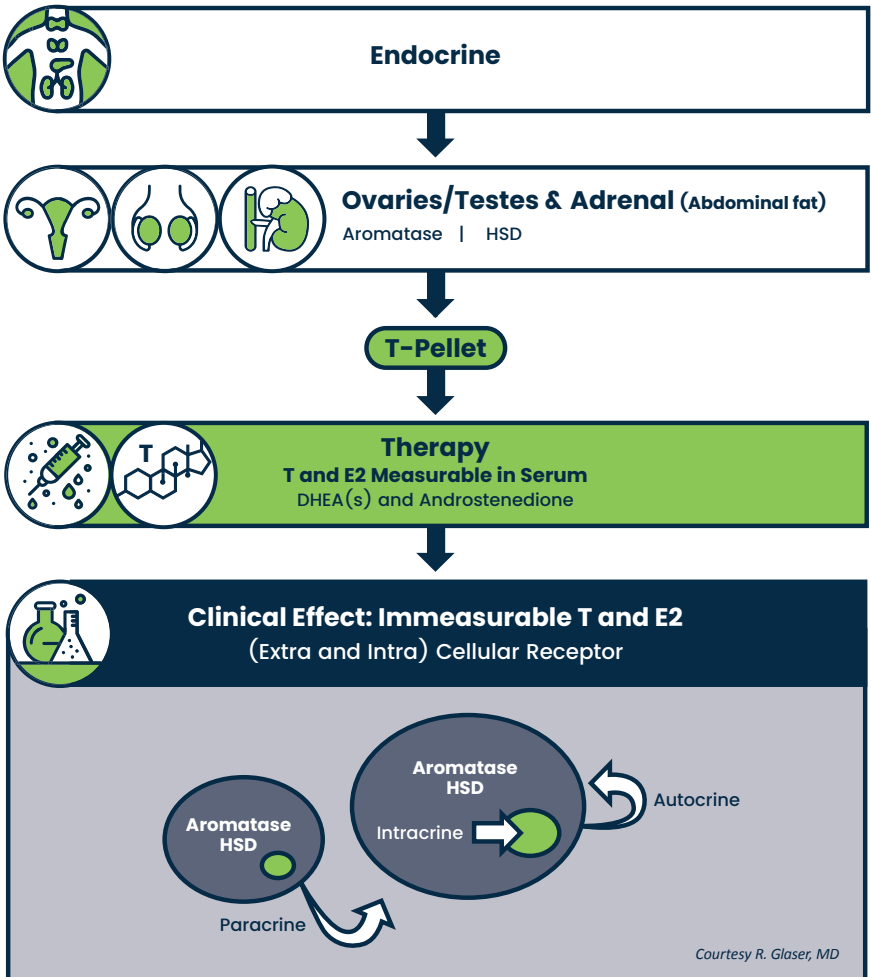 Endocrine
Ovaries/Testes & Adrenal (Abdominal fat)
Aromatase | HSD
T-Pellet
T
Therapy
T and E2 Measurable in Serum
DHEA(s) and Androstenedione
Clinical Effect: Immeasurable T and E2
(Extra and Intra) Cellular Receptor
Aromatase
HSD
Intracrine
Autocrine
Aromatase
HSD
Paracrine
Courtesy R. Glaser, MD